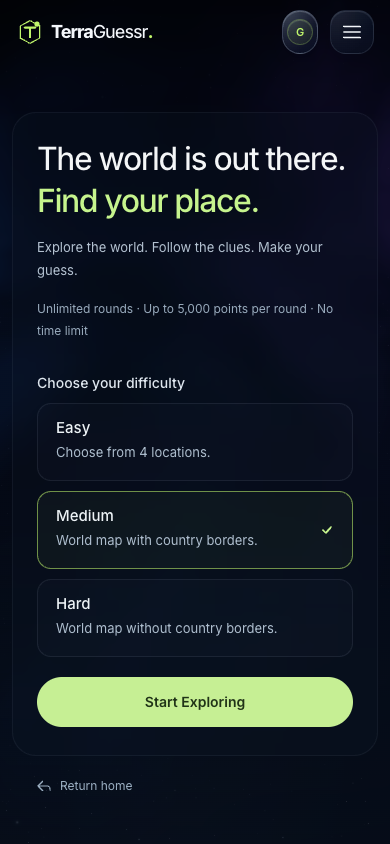 TerraGuessr.
G
The world is out there.
Find your place.
Explore the world. Follow the clues. Make your
guess.
Unlimited rounds · Up to 5,000 points per round · No
time limit
Choose your difficulty
Easy
Choose from 4 locations.
Medium
World map with country borders.
Hard
World map without country borders.
Start Exploring
Return home